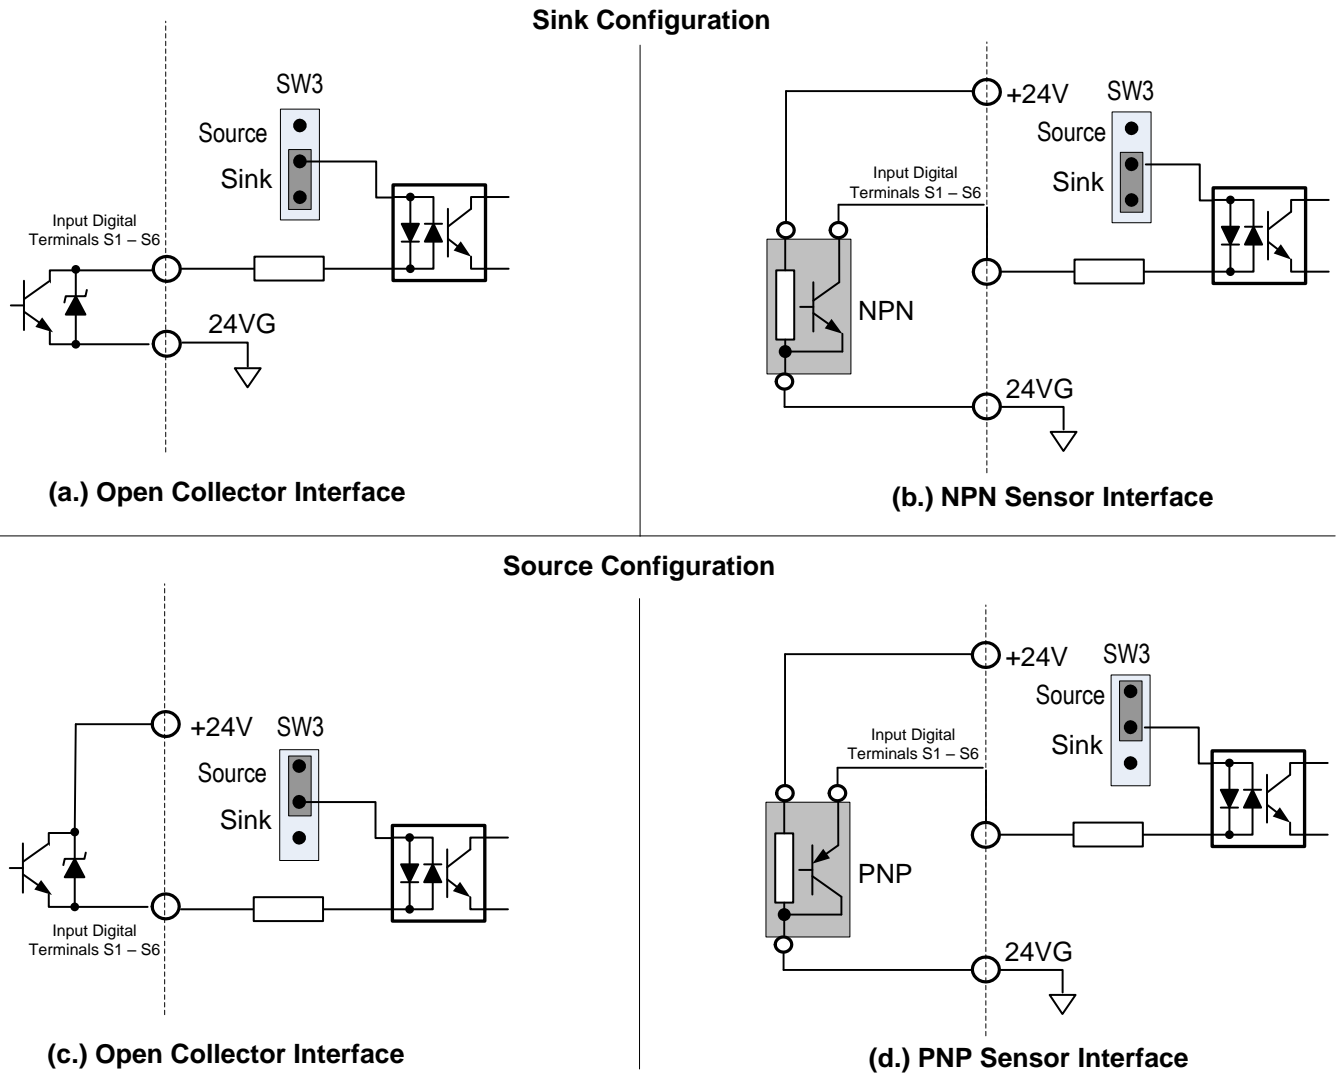 Sink Configuration
SW3
Source
Sink
Input Digital
Terminals S1 – S6
24VG
(a.) Open Collector Interface
+24V
SW3
Source
Sink
Input Digital
Terminals S1 – S6
NPN
24VG
(b.) NPN Sensor Interface
Source Configuration
+24V
SW3
Source
Sink
Input Digital
Terminals S1 – S6
(c.) Open Collector Interface
+24V
SW3
Source
Sink
Input Digital
Terminals S1 – S6
PNP
24VG
(d.) PNP Sensor Interface